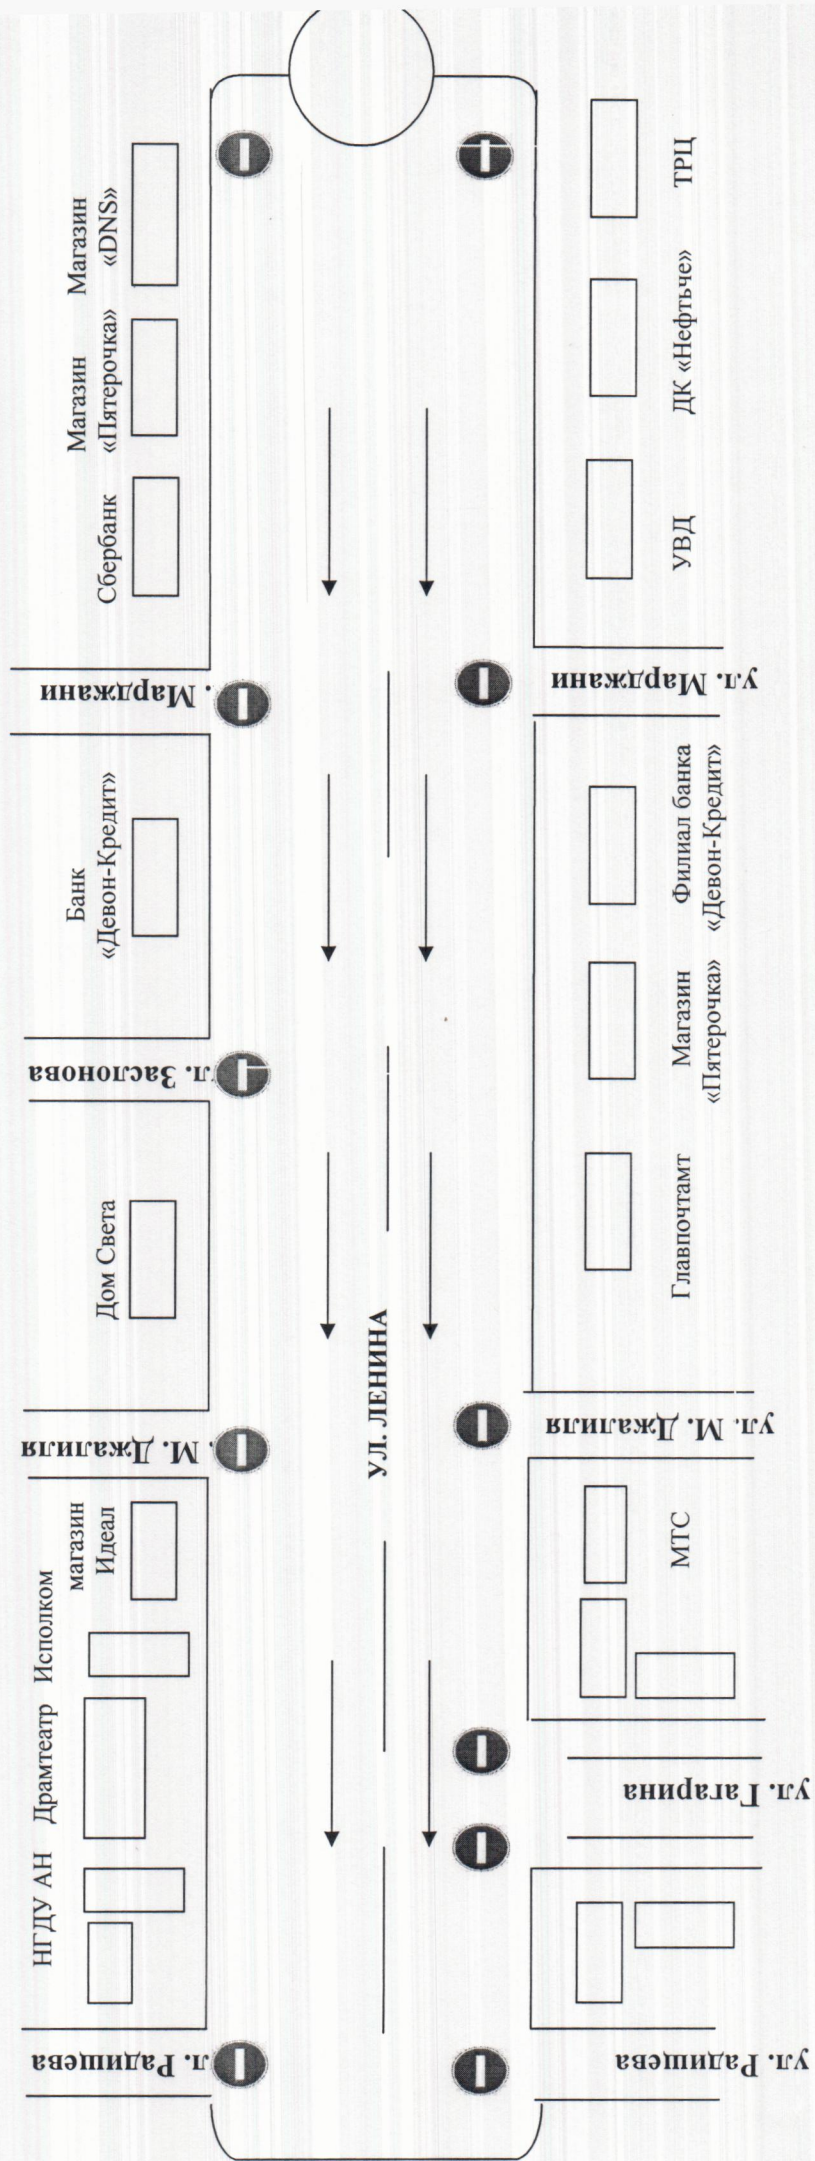 НГДУ АН
Драмтеатр
Исполком
магазин
Идеал
Дом Света
Банк
«Девон-Кредит»
Сбербанк
Магазин
«Пятерочка»
Магазин
«DNS»
л. Радищева
. М. Джалиля
ул. Заслонова
. Марджани
УЛ. ЛЕНИНА
ул. Радищева
ул. Гагарина
ул. М. Джалиля
ул. Марджани
МТС
Главпочтамт
Магазин
«Пятерочка»
Филиал банка
«Девон-Кредит»
УВД
ДК «Нефтьче»
ТРЦ